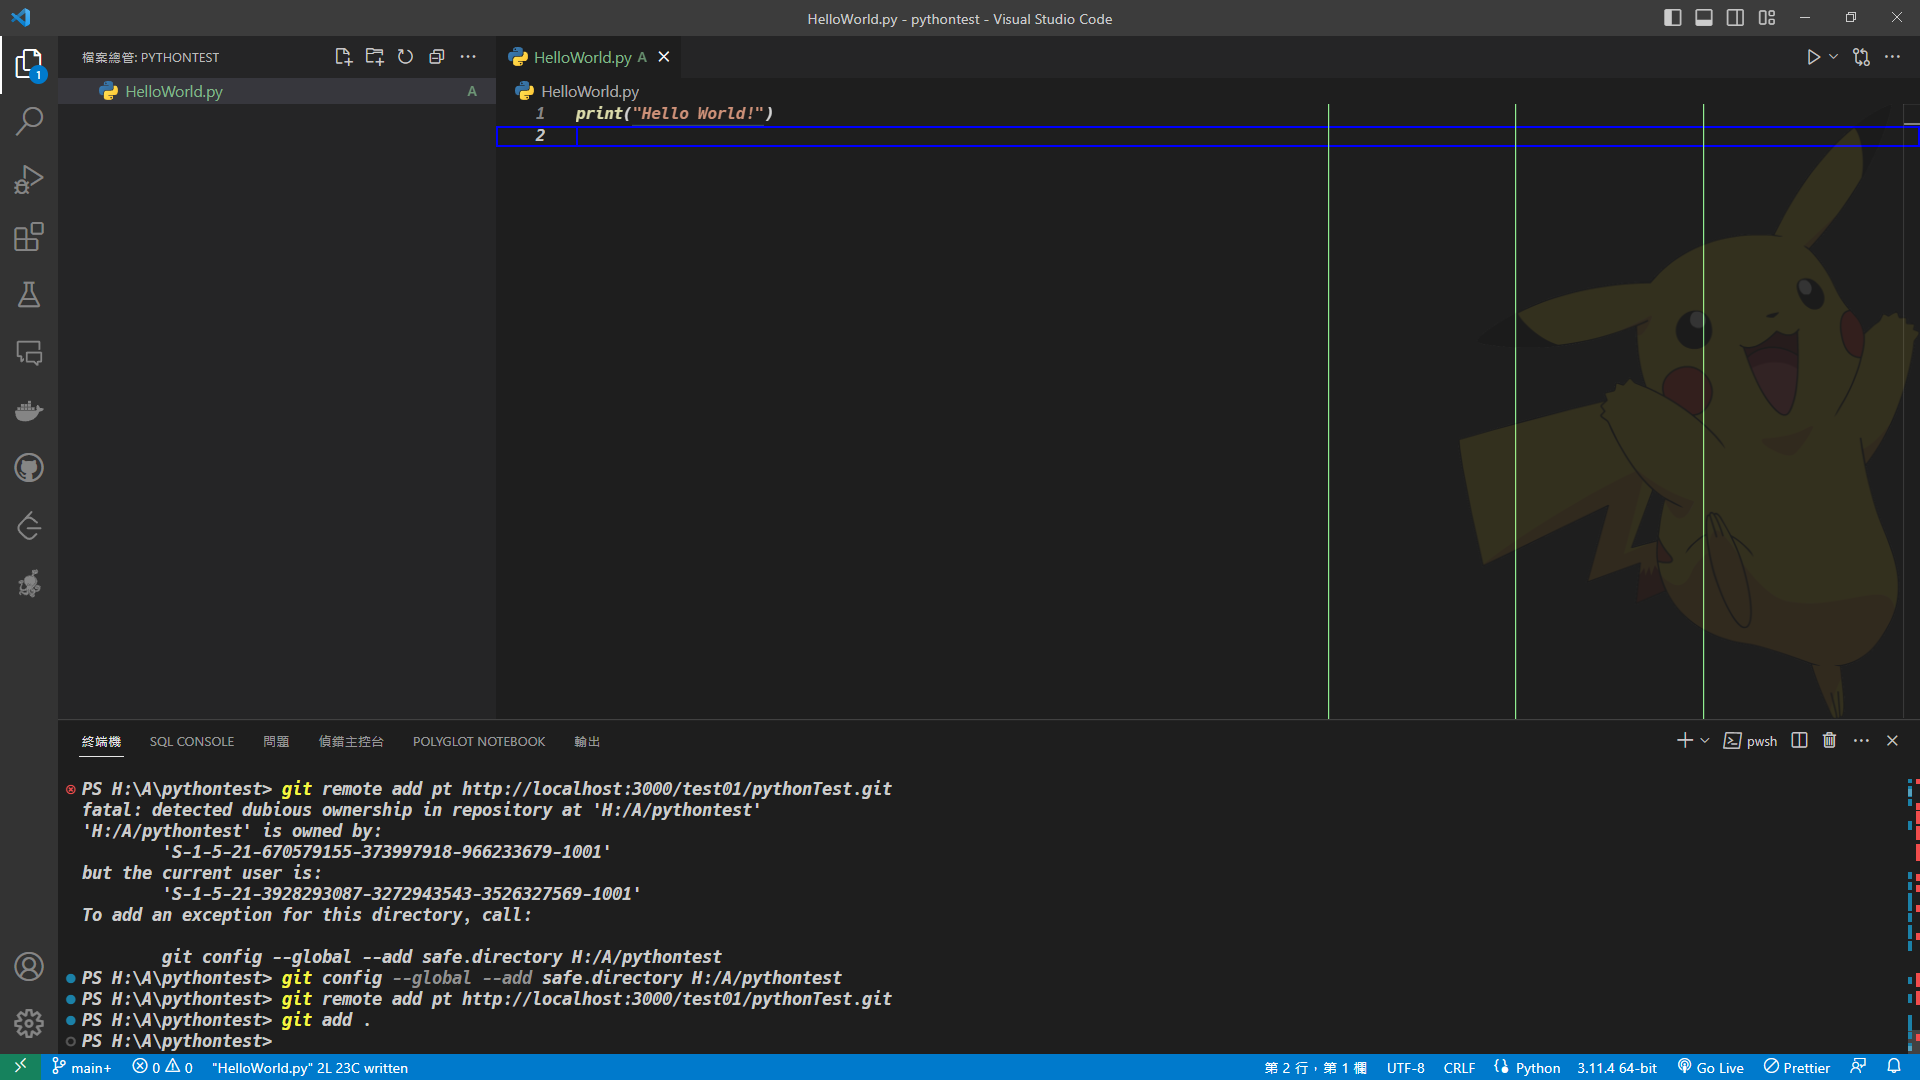 HelloWorld.py - pythontest - Visual Studio Code
檔案總管: PYTHONTEST
HelloWorld.py A
1
HelloWorld.py A
HelloWorld.py
1 print("Hello World!")
2
終端機 SQL CONSOLE 問題 偵錯主控台 POLYGLOT NOTEBOOK 輸出
pwsh
PS H:\A\pythontest> git remote add pt http://localhost:3000/test01/pythonTest.git
fatal: detected dubious ownership in repository at 'H:/A/pythontest'
'H:/A/pythontest' is owned by:
'S-1-5-21-670579155-373997918-966233679-1001'
but the current user is:
'S-1-5-21-3928293087-3272943543-3526327569-1001'
To add an exception for this directory, call:
git config --global --add safe.directory H:/A/pythontest
PS H:\A\pythontest> git config --global --add safe.directory H:/A/pythontest
PS H:\A\pythontest> git remote add pt http://localhost:3000/test01/pythonTest.git
PS H:\A\pythontest> git add .
PS H:\A\pythontest>
main+ 0 0 "HelloWorld.py" 2L 23C written 第 2 行，第 1 欄 UTF-8 CRLF Python 3.11.4 64-bit Go Live Prettier